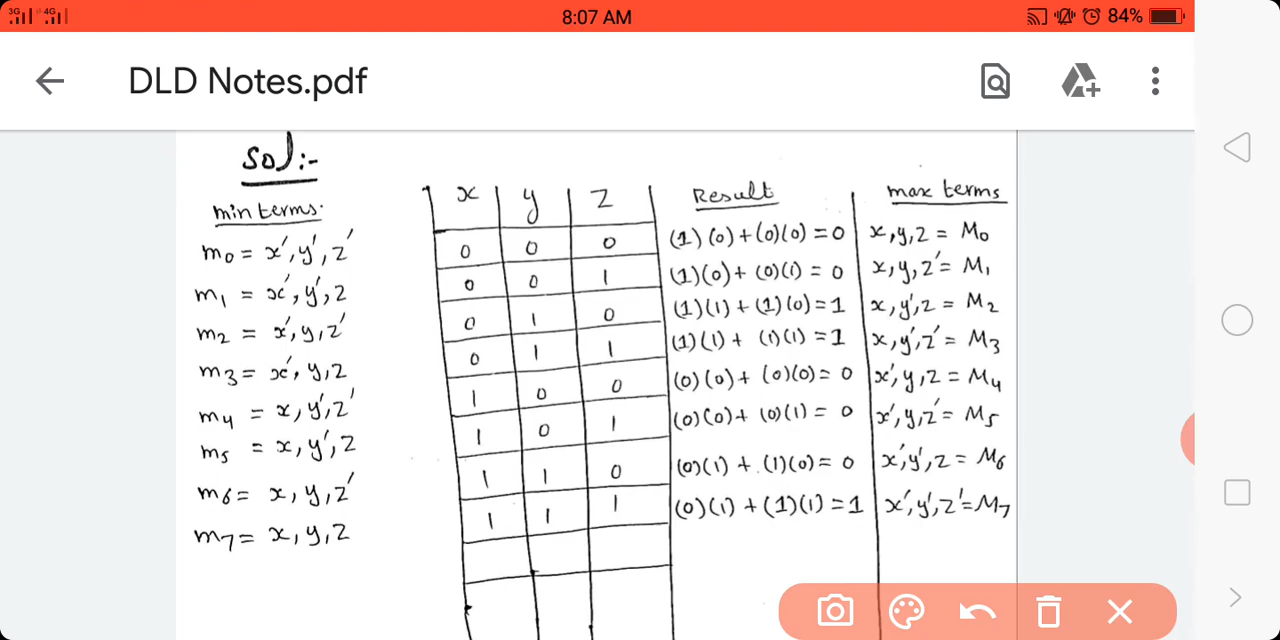 3G 4G 8:07 AM 84%
DLD Notes.pdf
Sol:-
min terms. x y z Result max terms
m0 = x', y', z' 0 0 0 (1)(0)+(0)(0)=0 x,y,z = M0
m1 = x', y', z 0 0 1 (1)(0)+(0)(1)=0 x,y,z' = M1
m2 = x', y, z' 0 1 0 (1)(1)+(1)(0)=1 x,y',z = M2
m3 = x', y, z 0 1 1 (1)(1)+(1)(1)=1 x,y',z' = M3
m4 = x, y', z' 1 0 0 (0)(0)+(0)(0)=0 x',y,z = M4
m5 = x, y', z 1 0 1 (0)(0)+(0)(1)=0 x',y,z' = M5
m6 = x, y, z' 1 1 0 (0)(1)+(1)(0)=0 x',y',z = M6
m7 = x, y, z 1 1 1 (0)(1)+(1)(1)=1 x',y',z' = M7